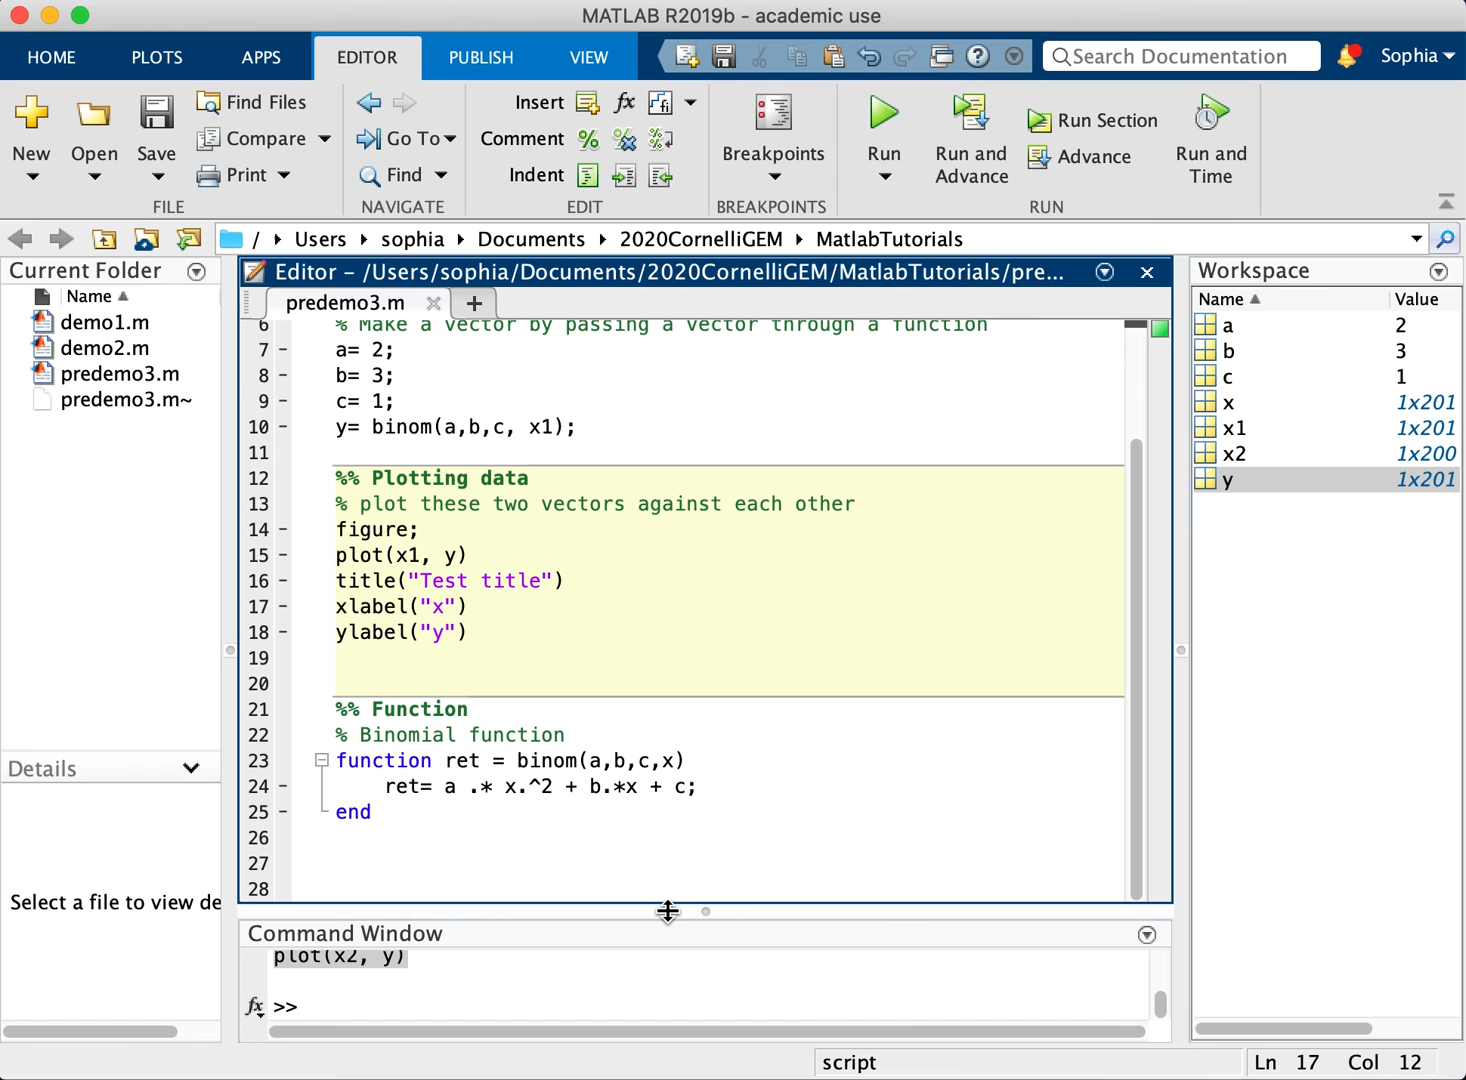 MATLAB R2019b - academic use
HOME PLOTS APPS EDITOR PUBLISH VIEW Search Documentation Sophia
New Open Save Find Files Compare Print
FILE
Go To Find
NAVIGATE
Insert fx fi
Comment
Indent
EDIT
Breakpoints
BREAKPOINTS
Run Run and Advance Run Section Advance Run and Time
RUN
/ Users sophia Documents 2020CornelliGEM MatlabTutorials
Current Folder
Name
demo1.m
demo2.m
predemo3.m
predemo3.m~
Details
Select a file to view de
Editor - /Users/sophia/Documents/2020CornelliGEM/MatlabTutorials/pre...
predemo3.m
6 % Make a vector by passing a vector through a function
7 - a= 2;
8 - b= 3;
9 - c= 1;
10 - y= binom(a,b,c, x1);
11
12 %% Plotting data
13 % plot these two vectors against each other
14 - figure;
15 - plot(x1, y)
16 - title("Test title")
17 - xlabel("x")
18 - ylabel("y")
19
20
21 %% Function
22 % Binomial function
23 function ret = binom(a,b,c,x)
24 - ret= a .* x.^2 + b.*x + c;
25 - end
26
27
28
Command Window
plot(x2, y)
fx >>
Workspace
Name Value
a 2
b 3
c 1
x 1x201
x1 1x201
x2 1x200
y 1x201
script Ln 17 Col 12